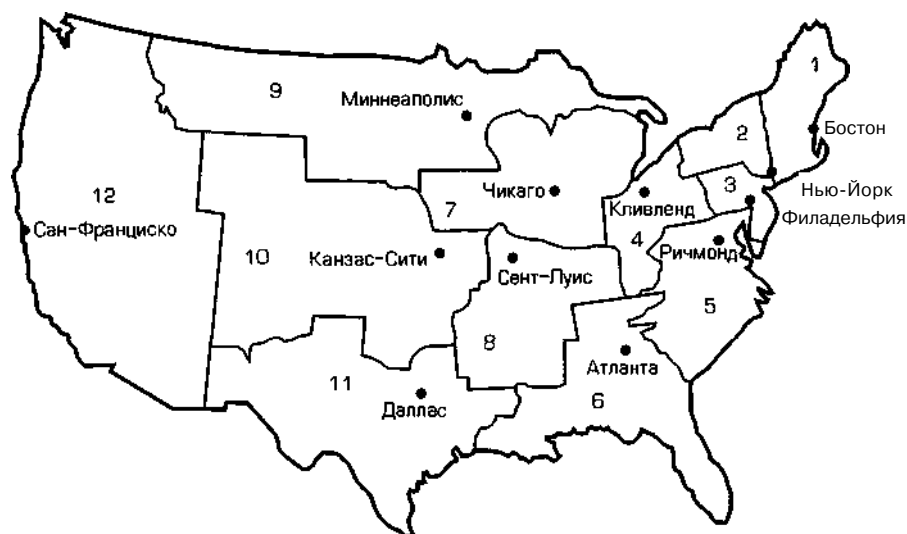 1
9
Миннеаполис
2
Бостон
12
Чикаго
3
Нью-Йорк
7
Кливленд
Филадельфия
Сан-Франциско
4
10
Канзас-Сити
Ричмонд
Сент-Луис
5
8
11
Атланта
Даллас
6